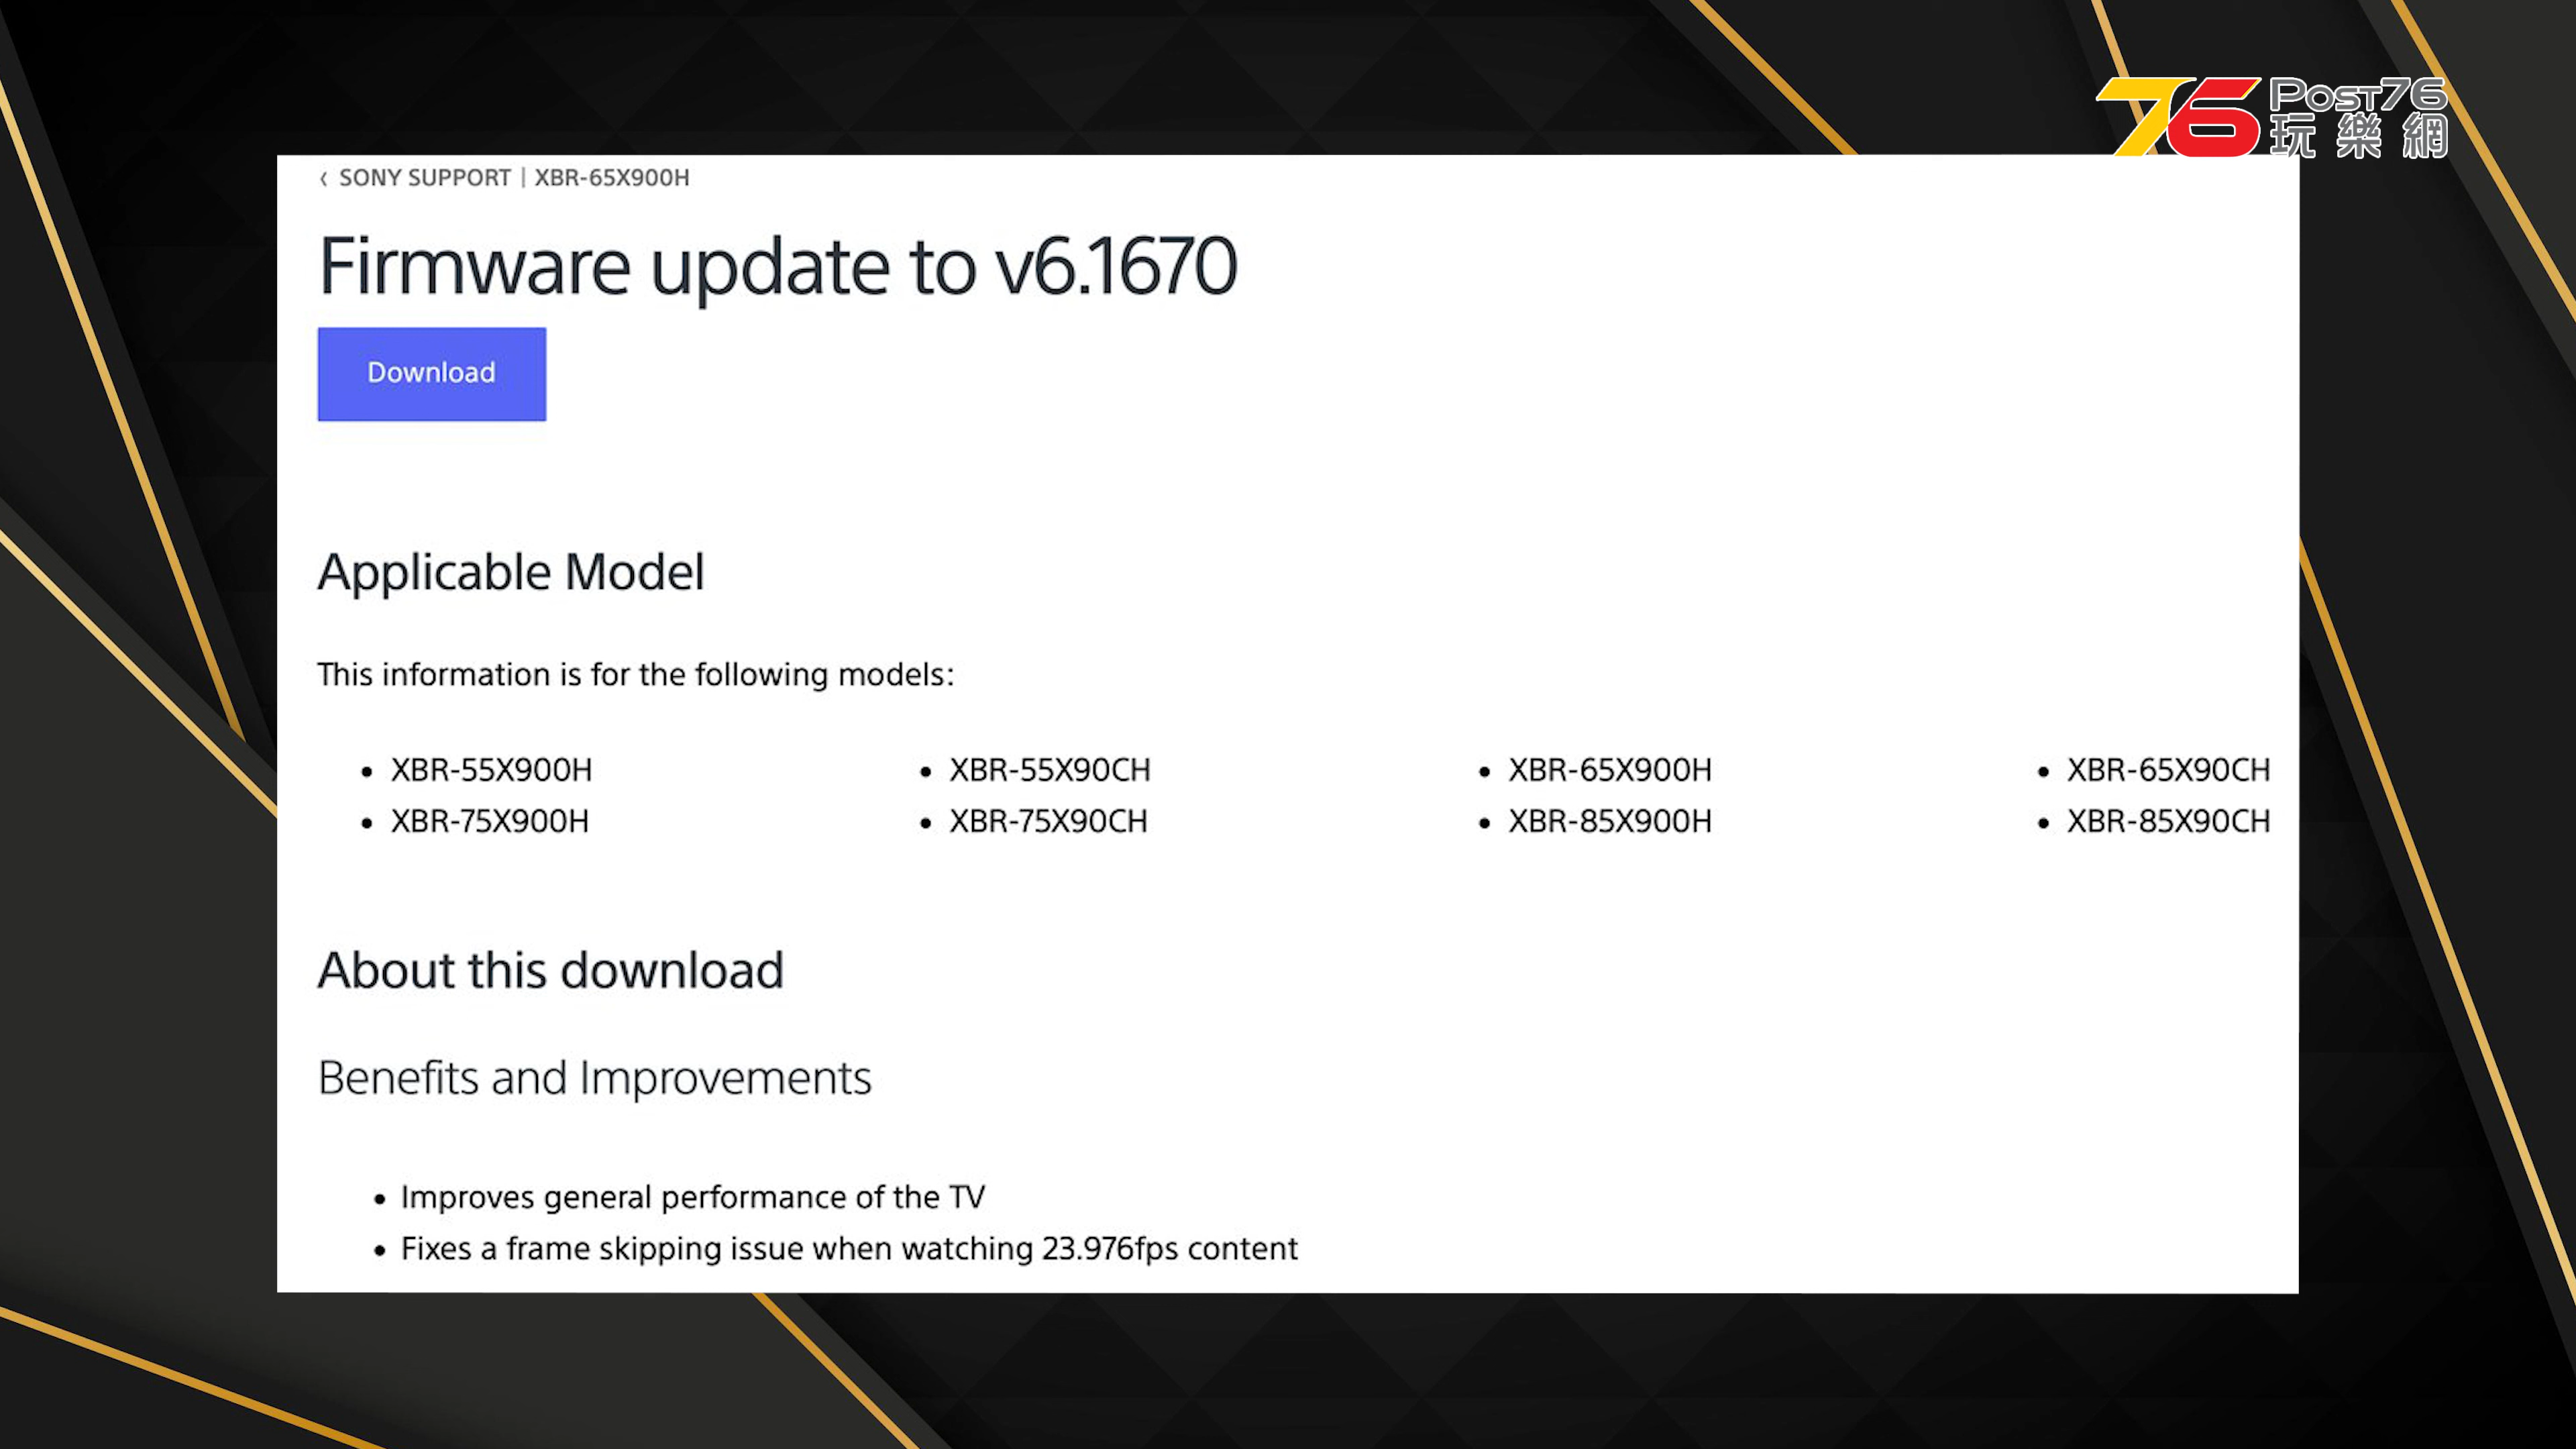 76 Post76
玩樂網
‹ SONY SUPPORT | XBR-65X900H
Firmware update to v6.1670
Download
Applicable Model
This information is for the following models:
• XBR-55X900H • XBR-55X90CH • XBR-65X900H • XBR-65X90CH
• XBR-75X900H • XBR-75X90CH • XBR-85X900H • XBR-85X90CH
About this download
Benefits and Improvements
• Improves general performance of the TV
• Fixes a frame skipping issue when watching 23.976fps content